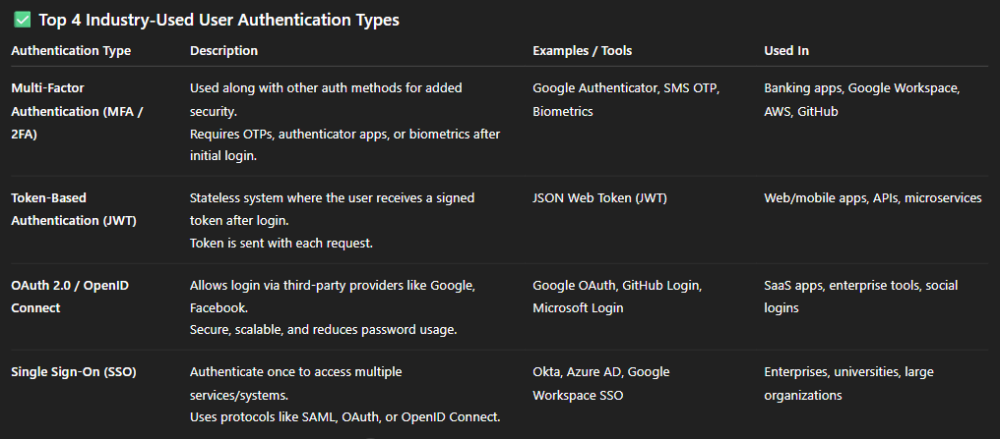 ✅ Top 4 Industry-Used User Authentication Types
Authentication Type Description Examples / Tools Used In
Multi-Factor Used along with other auth methods for added Google Authenticator, SMS OTP, Banking apps, Google Workspace,
Authentication (MFA / security. Biometrics AWS, GitHub
2FA) Requires OTPs, authenticator apps, or biometrics after
initial login.
Token-Based Stateless system where the user receives a signed JSON Web Token (JWT) Web/mobile apps, APIs, microservices
Authentication (JWT) token after login.
Token is sent with each request.
OAuth 2.0 / OpenID Allows login via third-party providers like Google, Google OAuth, GitHub Login, SaaS apps, enterprise tools, social
Connect Facebook. Microsoft Login logins
Secure, scalable, and reduces password usage.
Single Sign-On (SSO) Authenticate once to access multiple Okta, Azure AD, Google Enterprises, universities, large
services/systems. Workspace SSO organizations
Uses protocols like SAML, OAuth, or OpenID Connect.